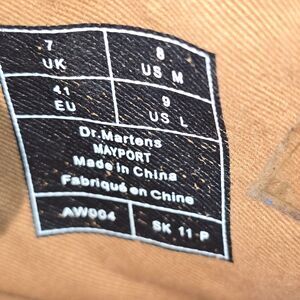 7 UK
8 US M
41 EU
9 US L
Dr.Martens
MAYPORT
Made in China
Fabriqué en Chine
AW004
SK 11-P